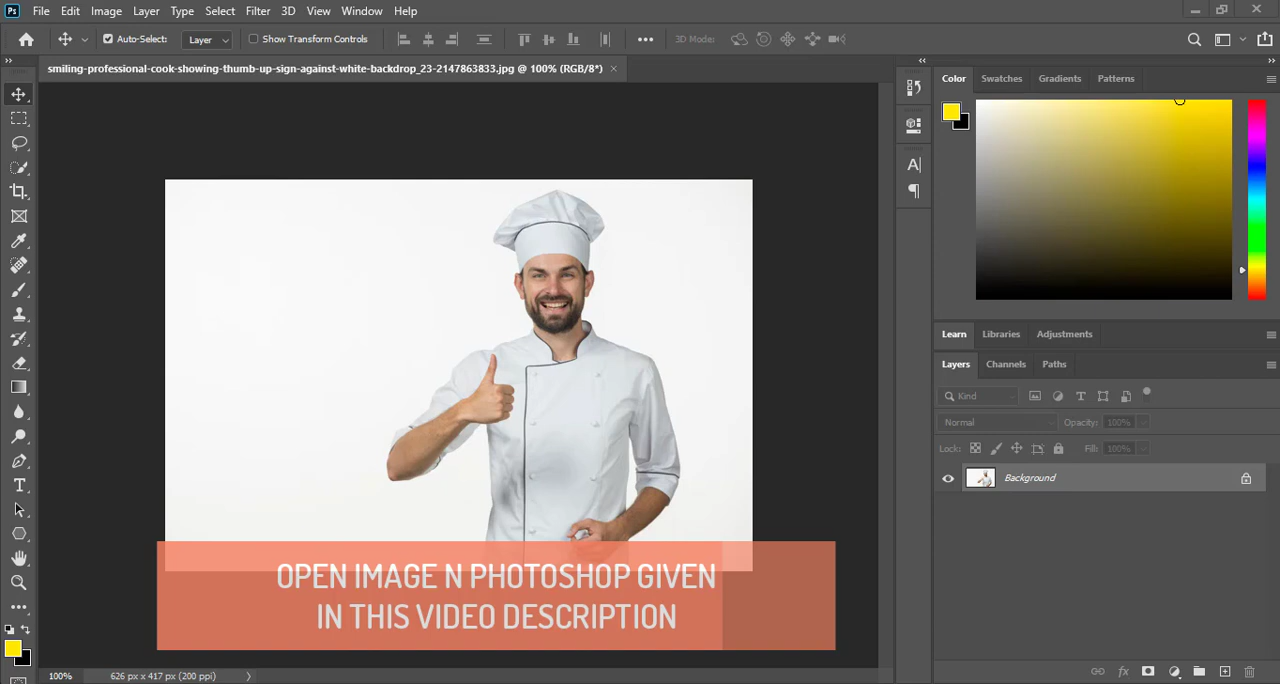 Ps File Edit Image Layer Type Select Filter 3D View Window Help
Auto-Select: Layer Show Transform Controls 3D Mode:
smiling-professional-cook-showing-thumb-up-sign-against-white-backdrop_23-2147863833.jpg @ 100% (RGB/8*)
Color Swatches Gradients Patterns
Learn Libraries Adjustments
Layers Channels Paths
Kind
Normal Opacity: 100%
Lock: Fill: 100%
Background
OPEN IMAGE N PHOTOSHOP GIVEN
IN THIS VIDEO DESCRIPTION
100% 626 px x 417 px (200 ppi)